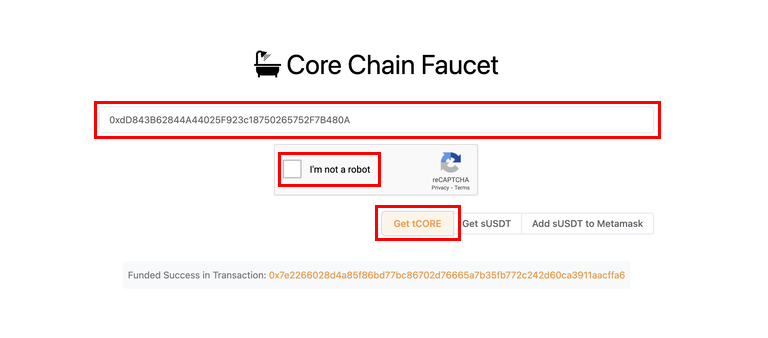 Core Chain Faucet
0xdD843B62844A44025F923c18750265752F7B480A
I'm not a robot
reCAPTCHA
Privacy - Terms
Get tCORE Get sUSDT Add sUSDT to Metamask
Funded Success in Transaction: 0x7e2266028d4a85f86bd77bc86702d76665a7b35fb772c242d60ca3911aacffa6